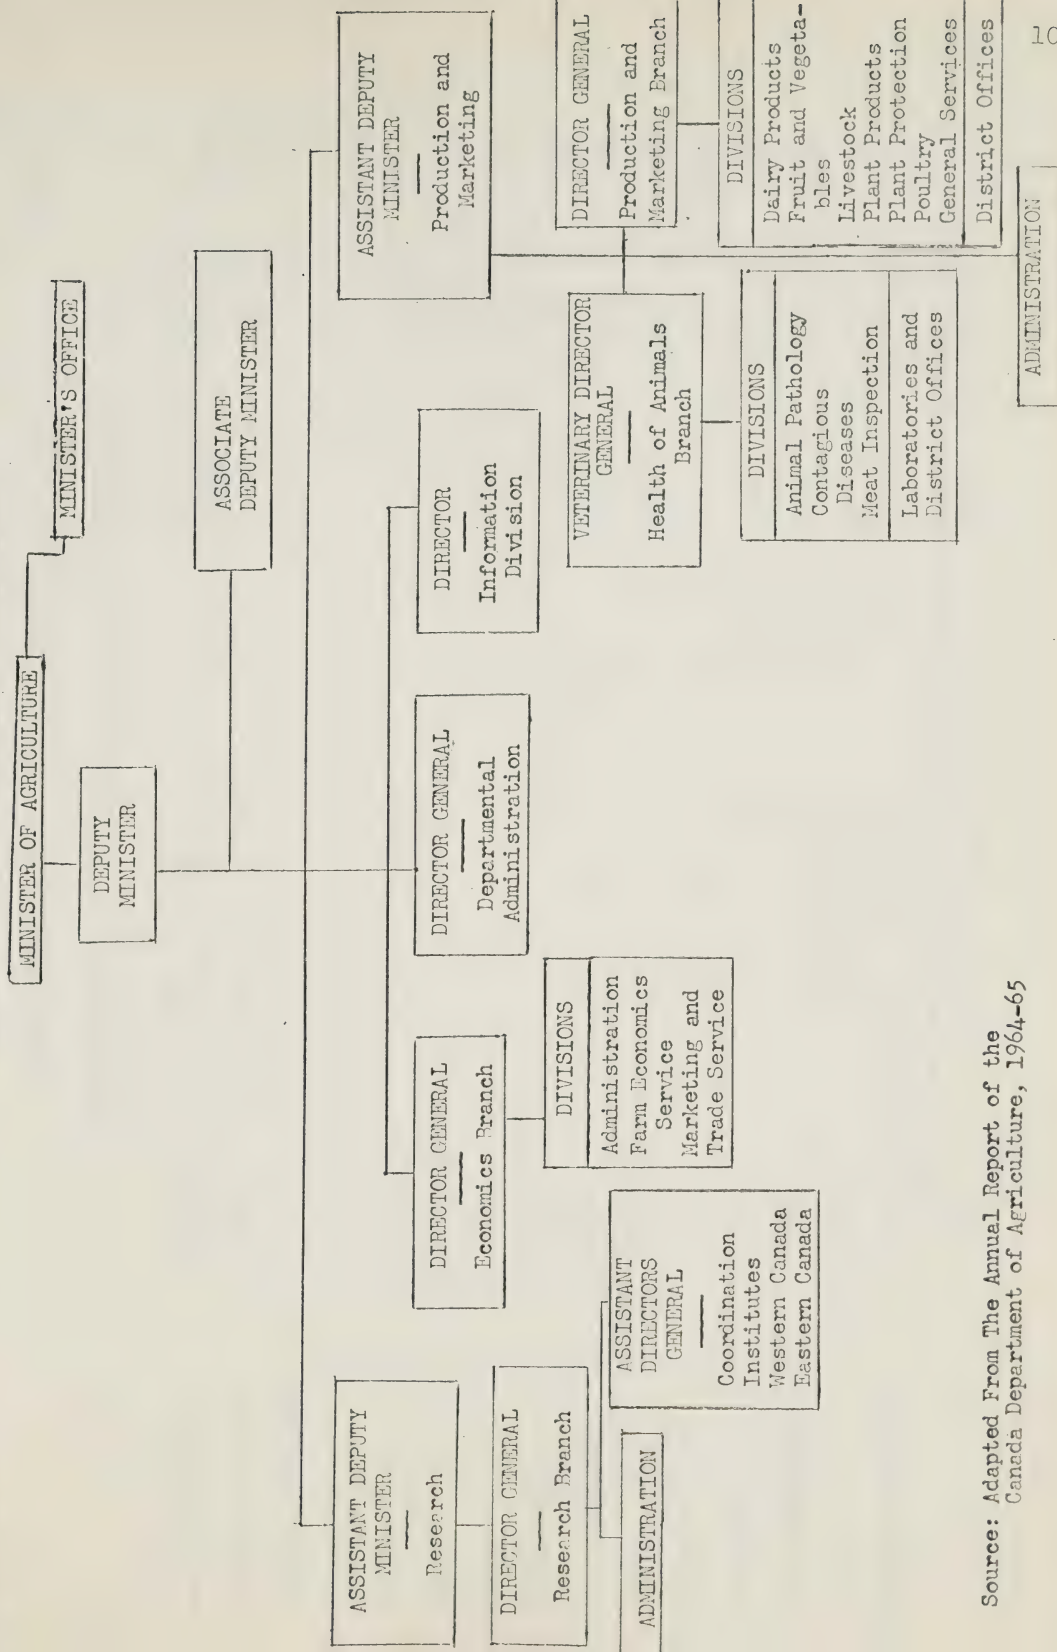 MINISTER OF AGRICULTURE
MINISTER'S OFFICE
DEPUTY
MINISTER
ASSOCIATE
DEPUTY MINISTER
ASSISTANT DEPUTY
MINISTER
Research
DIRECTOR GENERAL
Research Branch
ADMINISTRATION
ASSISTANT
DIRECTORS
GENERAL
Coordination
Institutes
Western Canada
Eastern Canada
DIRECTOR GENERAL
Economics Branch
DIVISIONS
Administration
Farm Economics
Service
Marketing and
Trade Service
DIRECTOR GENERAL
Departmental
Administration
DIRECTOR
Information
Division
ASSISTANT DEPUTY
MINISTER
Production and
Marketing
VETERINARY DIRECTOR
GENERAL
Health of Animals
Branch
DIVISIONS
Animal Pathology
Contagious
Diseases
Meat Inspection
Laboratories and
District Offices
DIRECTOR GENERAL
Production and
Marketing Branch
DIVISIONS
Dairy Products
Fruit and Vegeta-
bles
Livestock
Plant Products
Plant Protection
Poultry
General Services
District Offices
ADMINISTRATION
Source: Adapted From The Annual Report of the
Canada Department of Agriculture, 1964-65